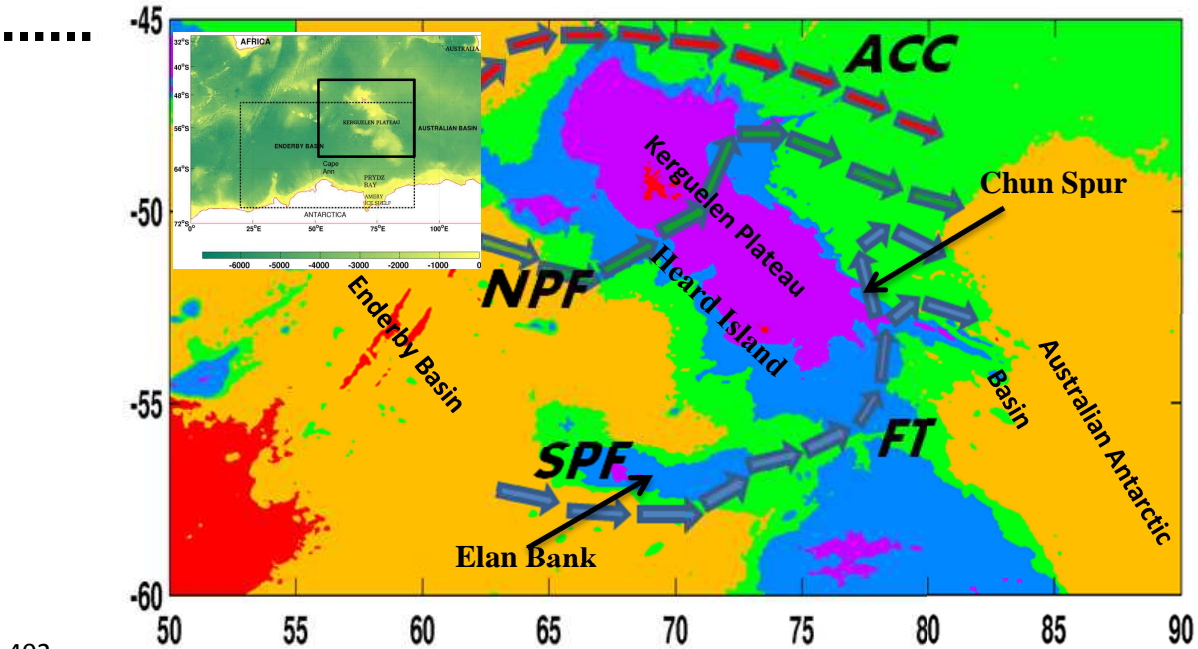 -45
-50
-55
-60
50 55 60 65 70 75 80 85 90
ACC
Kerguelen Plateau
Chun Spur
NPF
Heard Island
Enderby Basin
Australian Antarctic
Basin
FT
SPF
Elan Bank
32°S
40°S
48°S
56°S
64°S
72°S
AFRICA
AUSTRALIA
KERGUELEN PLATEAU
AUSTRALIAN BASIN
ENDERBY BASIN
Cape
Ann
PRYDZ
BAY
AMERY
ICE SHELF
ANTARCTICA
0° 25°E 50°E 75°E 100°E
-6000 -5000 -4000 -3000 -2000 -1000 0